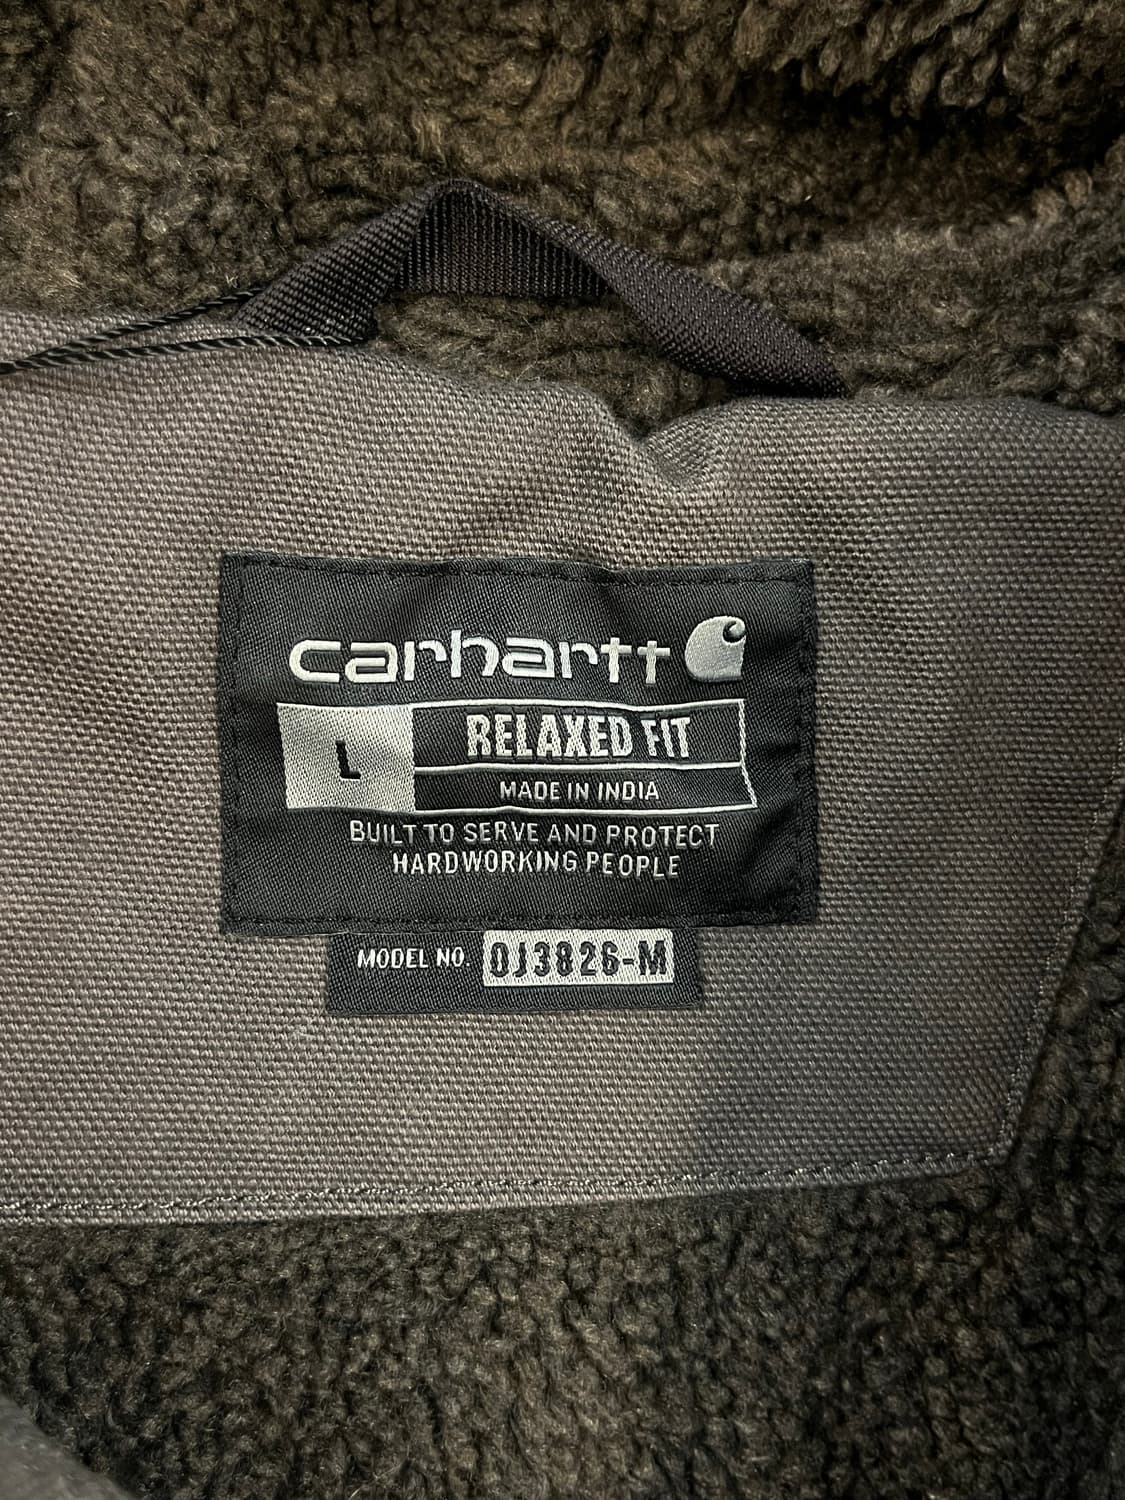 carhartt
L
RELAXED FIT
MADE IN INDIA
BUILT TO SERVE AND PROTECT
HARDWORKING PEOPLE
MODEL NO. OJ3826-M